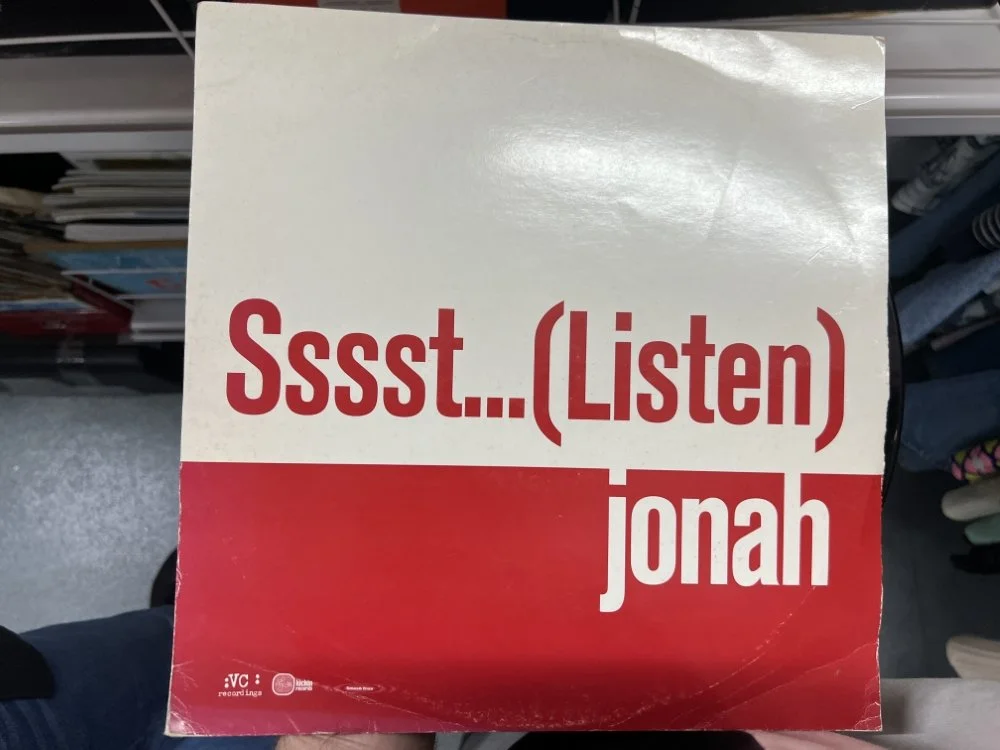 Sssst...(Listen)
jonah
:VC :
recordings